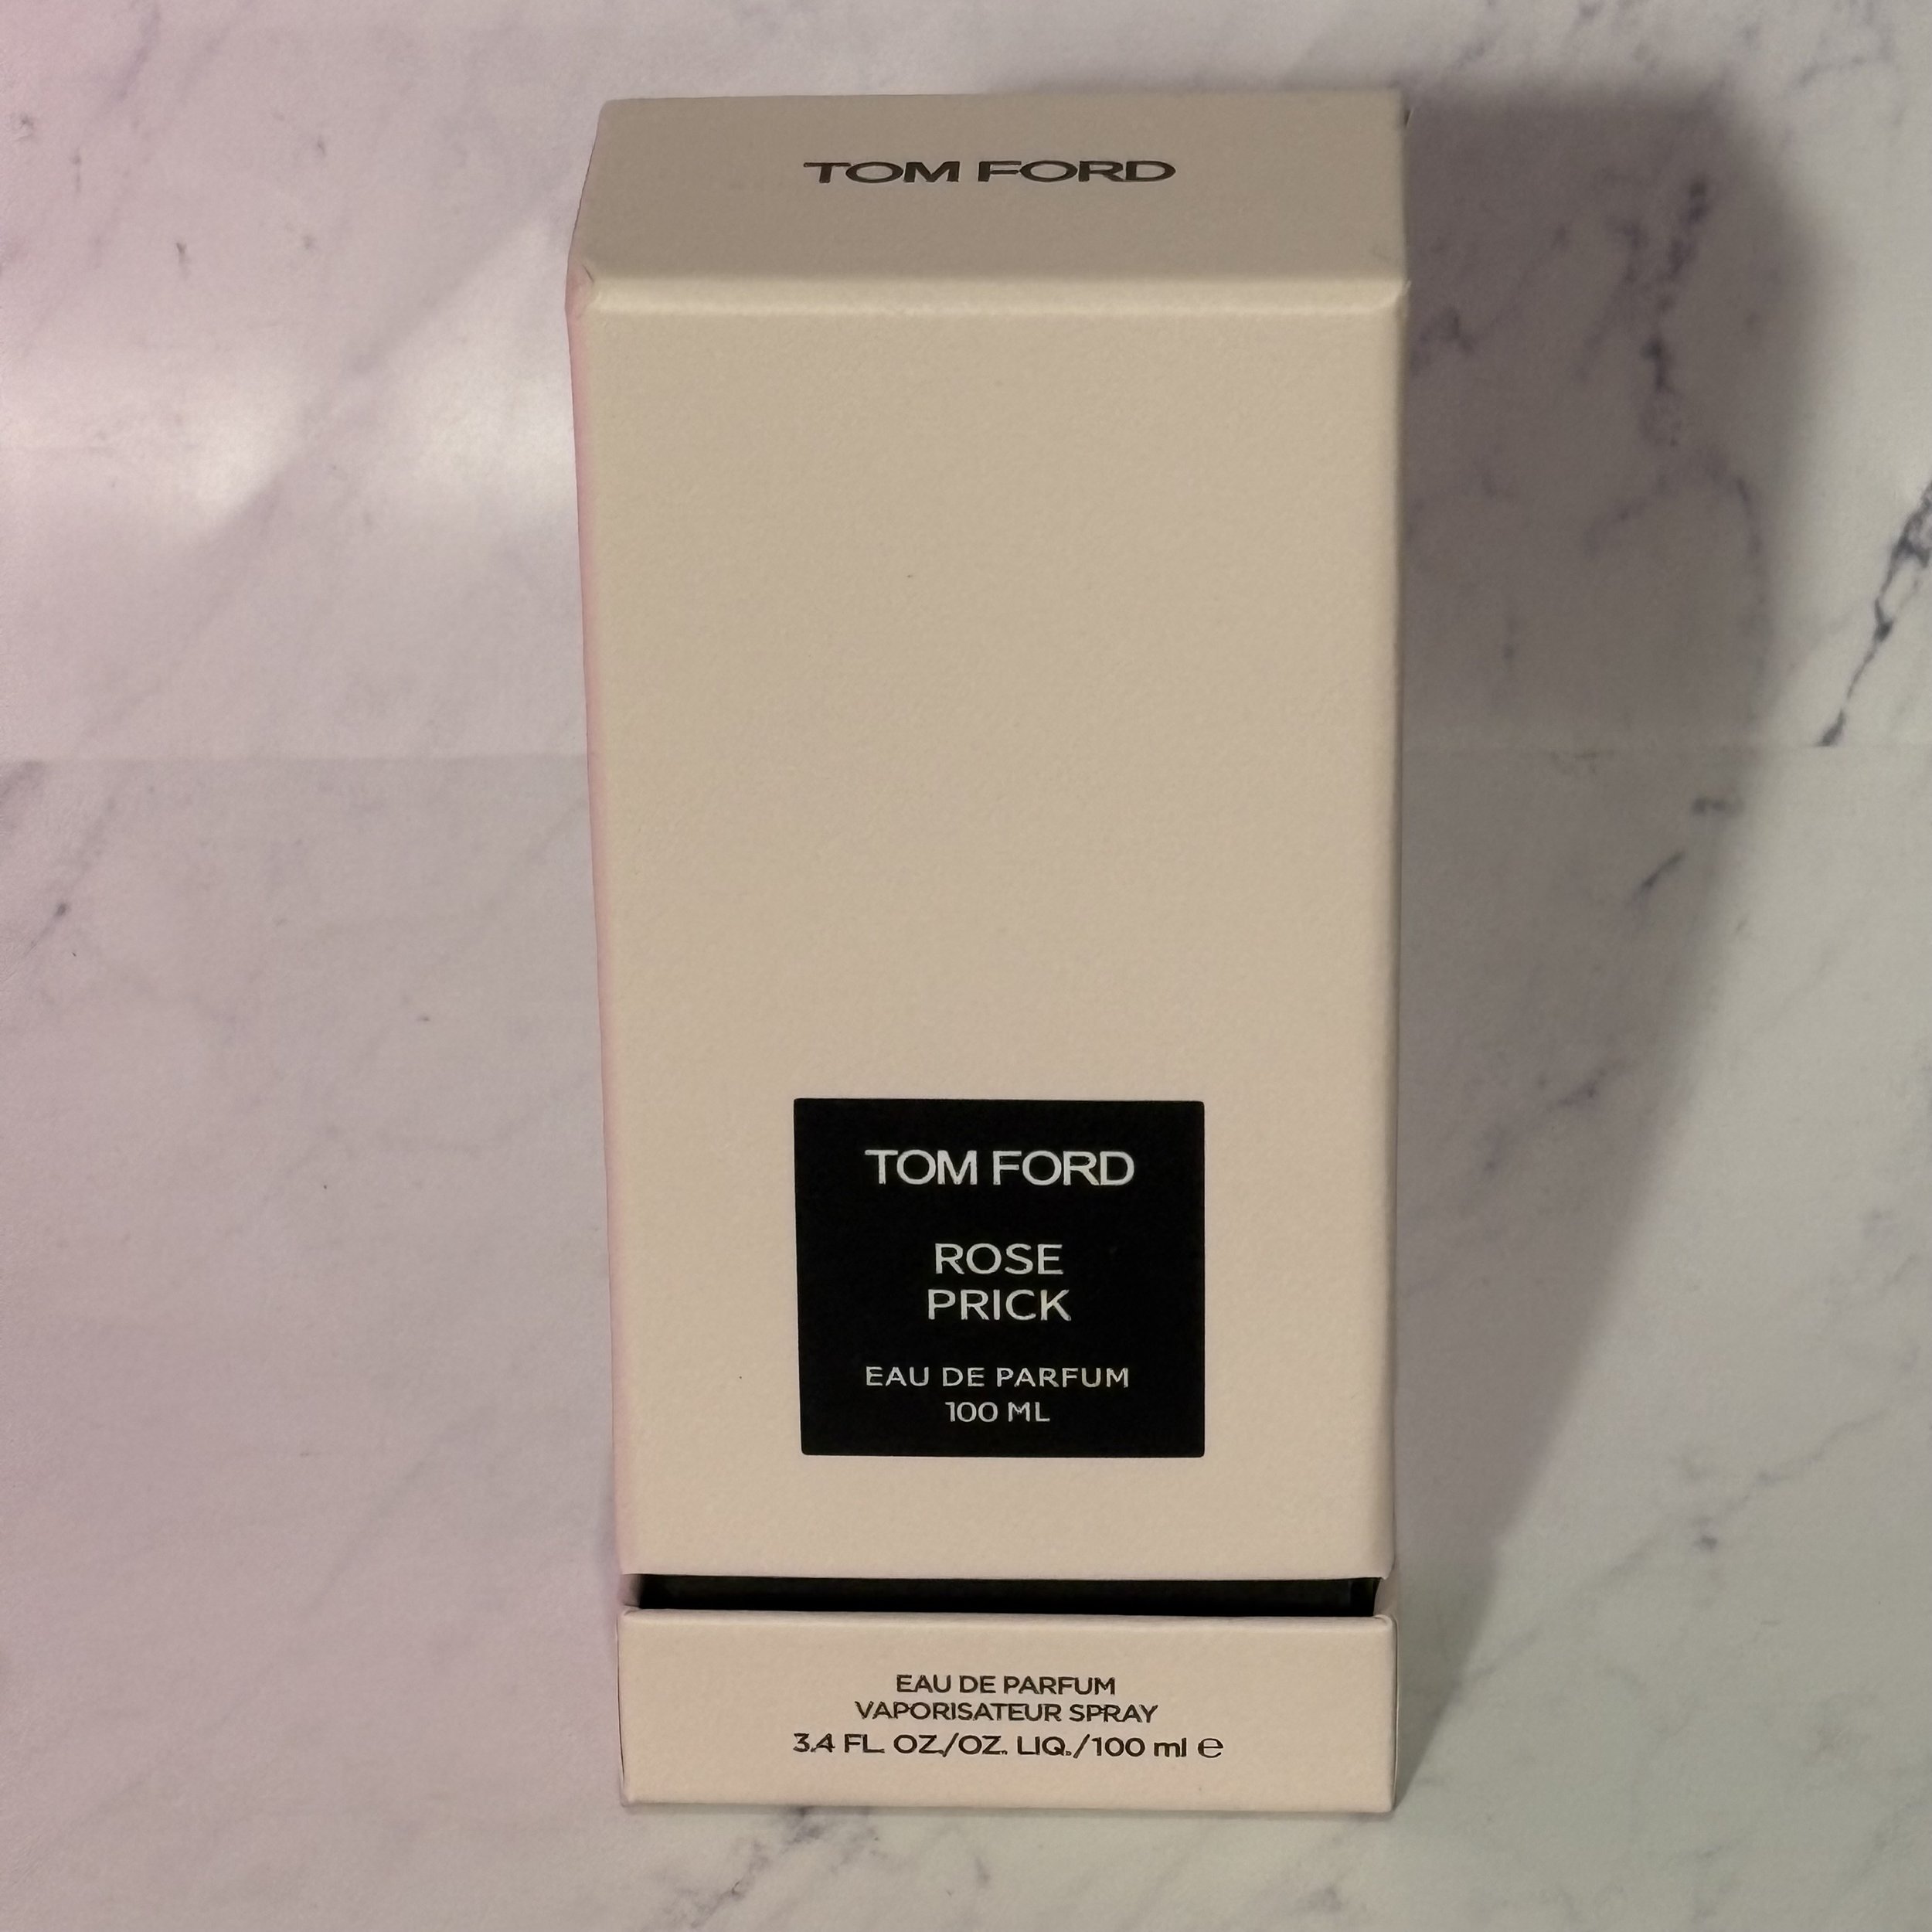 TOM FORD
TOM FORD
ROSE
PRICK
EAU DE PARFUM
100 ML
EAU DE PARFUM
VAPORISATEUR SPRAY
3.4 FL. OZ./OZ. LIQ./100 ml ℮